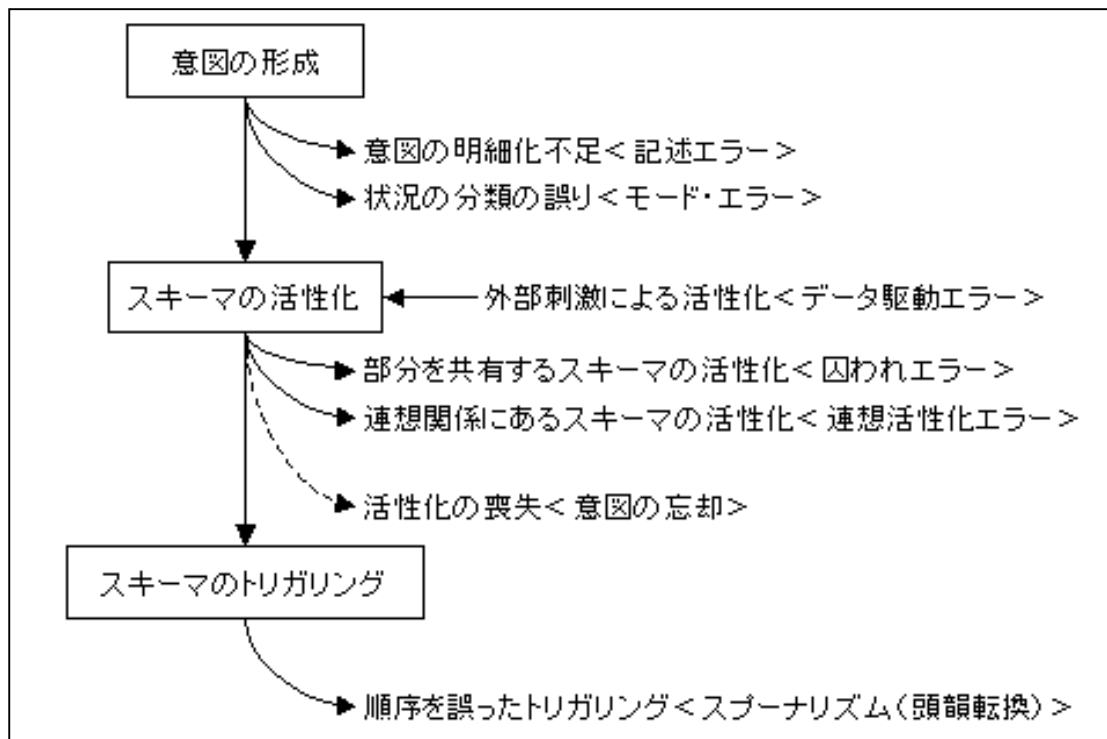 意図の形成
意図の明細化不足<記述エラー>
状況の分類の誤り<モード・エラー>
スキーマの活性化
外部刺激による活性化<データ駆動エラー>
部分を共有するスキーマの活性化<囚われエラー>
連想関係にあるスキーマの活性化<連想活性化エラー>
活性化の喪失<意図の忘却>
スキーマのトリガリング
順序を誤ったトリガリング<スプーナリズム(頭韻転換)>